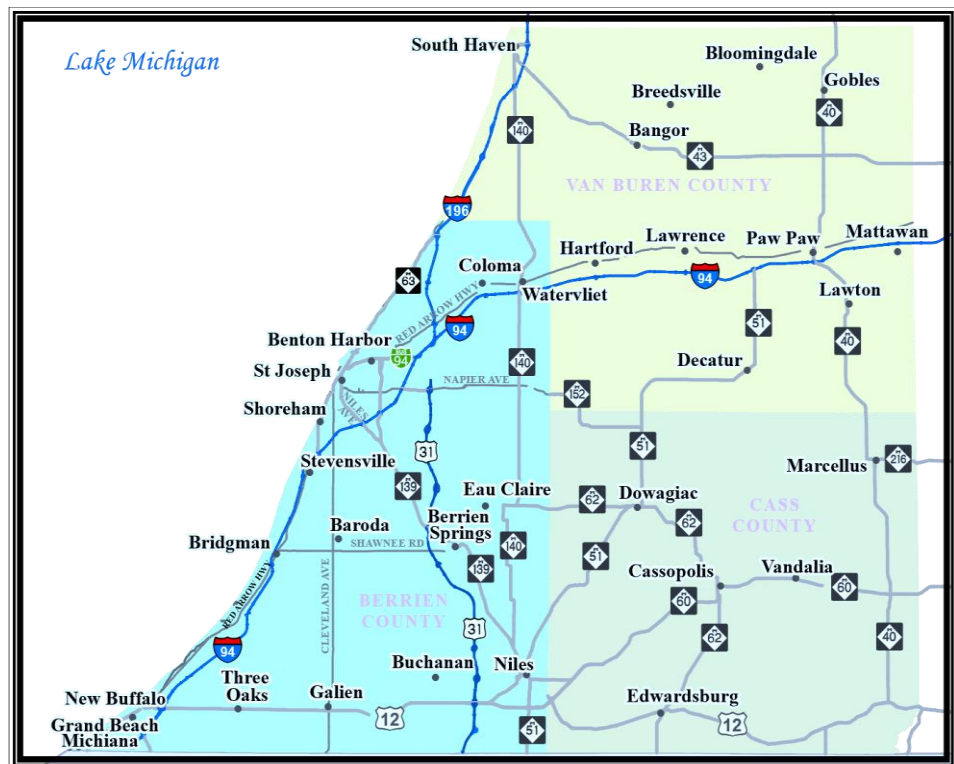 Lake Michigan
South Haven
Bloomingdale
Gobles
Breedsville
M 40
Bangor
M 140
M 43
VAN BUREN COUNTY
196
Hartford
Lawrence
Paw Paw
Mattawan
Coloma
M 63
Watervliet
94
Lawton
RED ARROW HWY
94
M 51
M 40
Benton Harbor
BUS
94
M 140
St Joseph
Decatur
NAPIER AVE
M 152
NILES
AVE
Shoreham
31
M 51
Stevensville
Marcellus
M 216
M 139
Eau Claire
M 62
Dowagiac
CASS
COUNTY
Baroda
Berrien
Springs
M 62
Bridgman
SHAWNEE RD
M 140
M 51
M 139
Cassopolis
Vandalia
M 60
RED ARROW HWY
CLEVELAND AVE
BERRIEN
COUNTY
M 60
31
M 62
M 40
94
Buchanan
Niles
Three
Oaks
Galien
New Buffalo
Grand Beach
Michiana
12
Edwardsburg
12
M 51